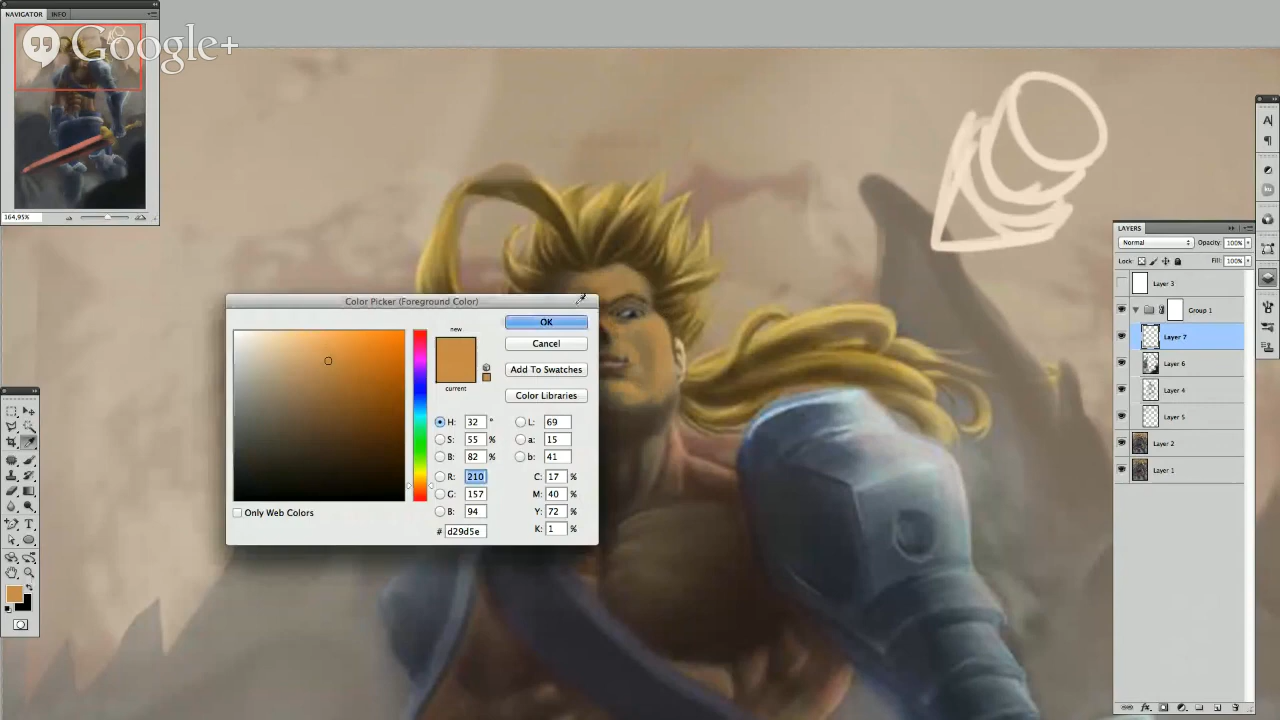 NAVIGATOR INFO
Google+
164,95%
Color Picker (Foreground Color)
new
current
OK
Cancel
Add To Swatches
Color Libraries
H: 32 °
S: 55 %
B: 82 %
R: 210
G: 157
B: 94
# d29d5e
L: 69
a: 15
b: 41
C: 17 %
M: 40 %
Y: 72 %
K: 1 %
Only Web Colors
T
A
ku
LAYERS
Normal Opacity: 100%
Lock: Fill: 100%
Layer 3
Group 1
Layer 7
Layer 6
Layer 4
Layer 5
Layer 2
Layer 1
fx